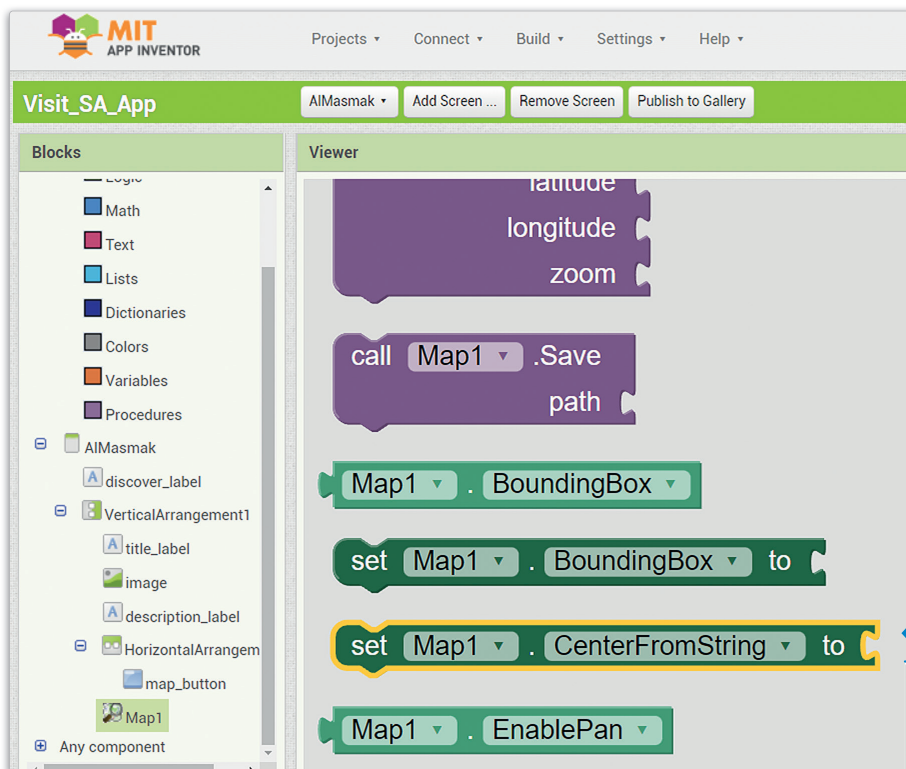 MIT
APP INVENTOR
Projects
Connect
Build
Settings
Help
Visit_SA_App
AlMasmak
Add Screen ...
Remove Screen
Publish to Gallery
Blocks
Logic
Math
Text
Lists
Dictionaries
Colors
Variables
Procedures
AlMasmak
discover_label
VerticalArrangement1
title_label
image
description_label
HorizontalArrangem
map_button
Map1
Any component
Viewer
latitude
longitude
zoom
call Map1 .Save
path
Map1 . BoundingBox
set Map1 . BoundingBox to
set Map1 . CenterFromString to
Map1 . EnablePan